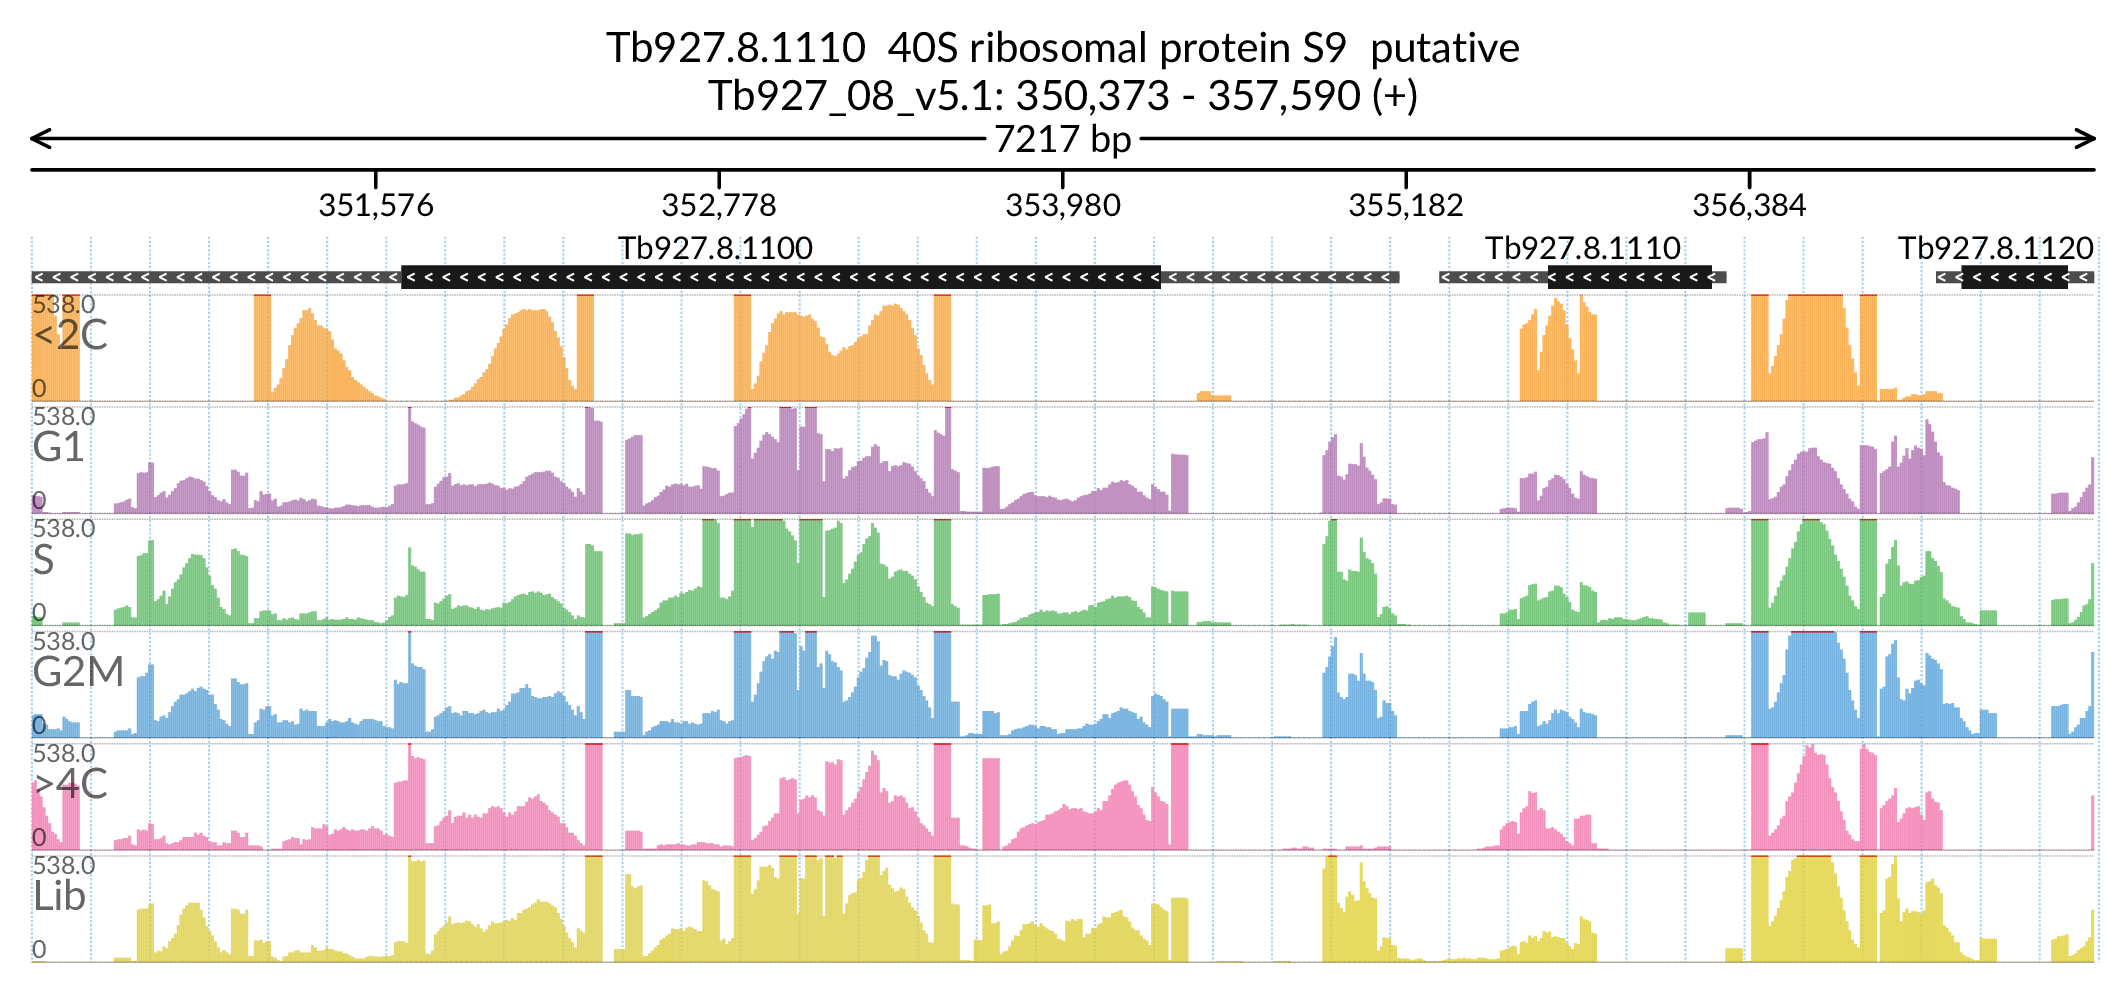 Tb927.8.1110  40S ribosomal protein S9  putative
Tb927_08_v5.1: 350,373 - 357,590 (+)
7217 bp
351,576 352,778 353,980 355,182 356,384
Tb927.8.1100 Tb927.8.1110 Tb927.8.1120
538.0
<2C
0
538.0
G1
0
538.0
S
0
538.0
G2M
0
538.0
>4C
0
538.0
Lib
0